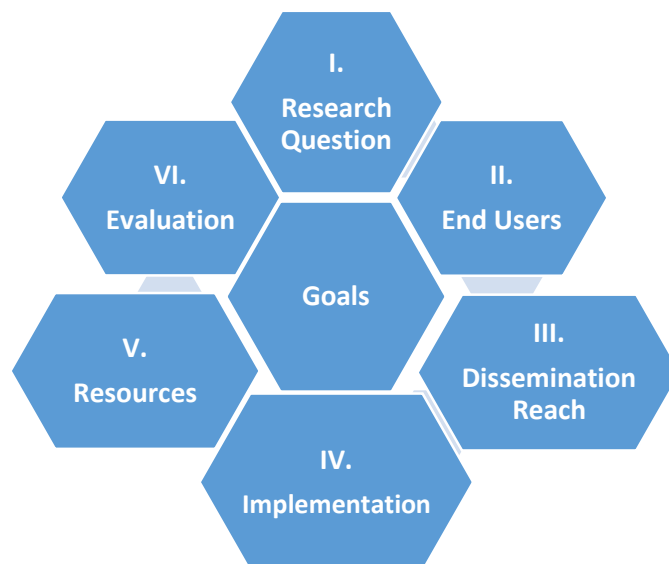 I.
Research
Question
II.
End Users
III.
Dissemination
Reach
IV.
Implementation
V.
Resources
VI.
Evaluation
Goals